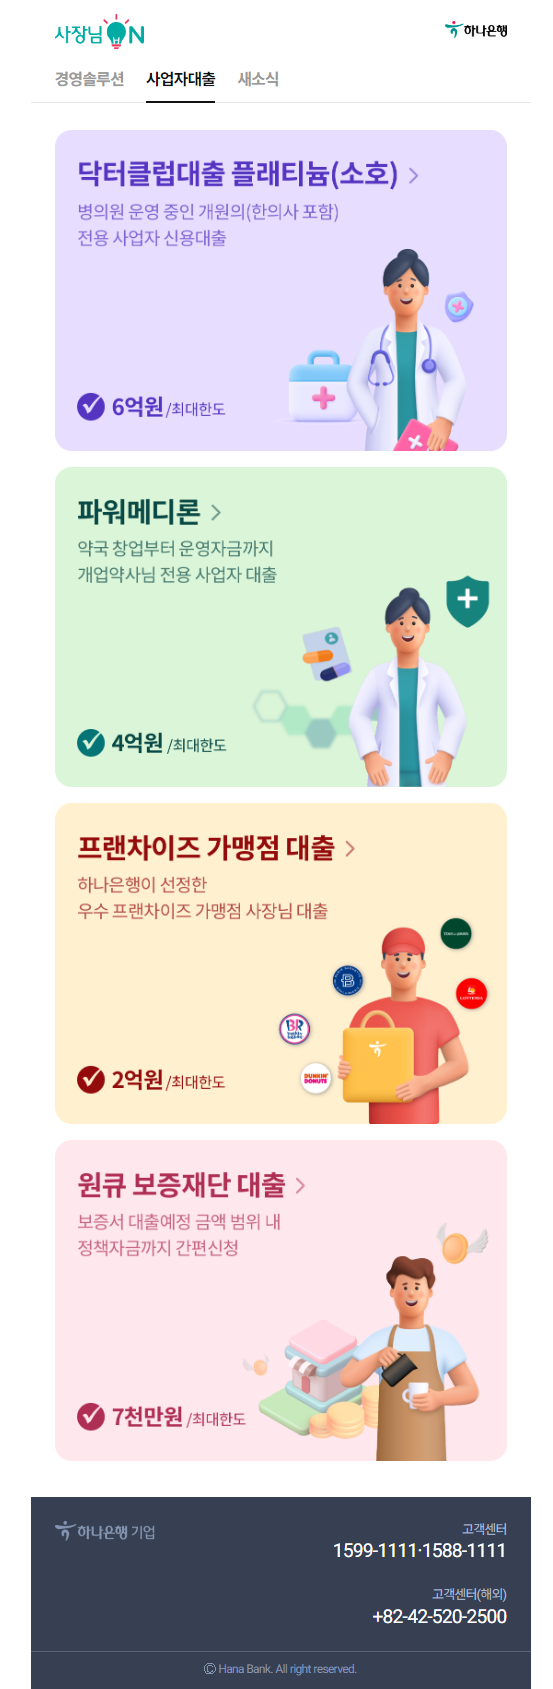 사장님ON
하나은행
경영솔루션 사업자대출 새소식
닥터클럽대출 플래티늄(소호) >
병의원 운영 중인 개원의(한의사 포함)
전용 사업자 신용대출
6억원/최대한도
파워메디론 >
약국 창업부터 운영자금까지
개업약사님 전용 사업자 대출
4억원 /최대한도
프랜차이즈 가맹점 대출 >
하나은행이 선정한
우수 프랜차이즈 가맹점 사장님 대출
BR
DUNKIN'
DONUTS
2억원/최대한도
원큐 보증재단 대출 >
보증서 대출예정 금액 범위 내
정책자금까지 간편신청
7천만원 /최대한도
하나은행 기업
고객센터
1599-1111·1588-1111
고객센터(해외)
+82-42-520-2500
Ⓒ Hana Bank. All right reserved.